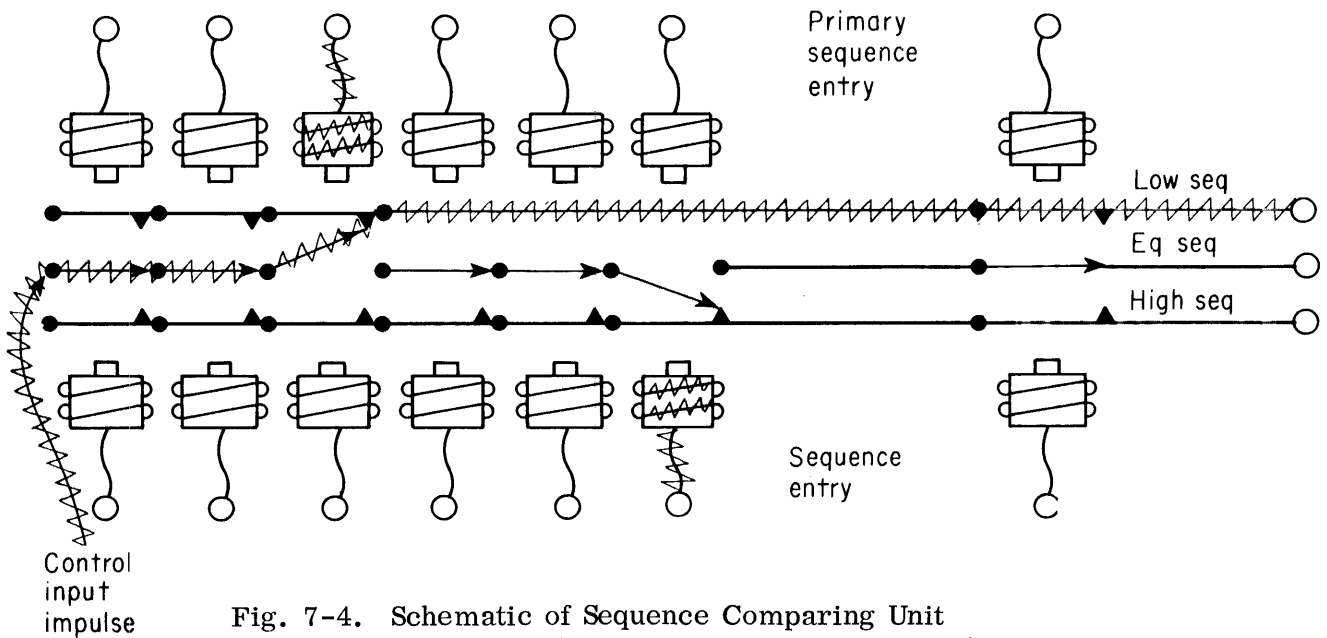 Primary
sequence
entry
Low seq
Eq seq
High seq
Sequence
entry
Control
input
impulse
Fig. 7-4. Schematic of Sequence Comparing Unit